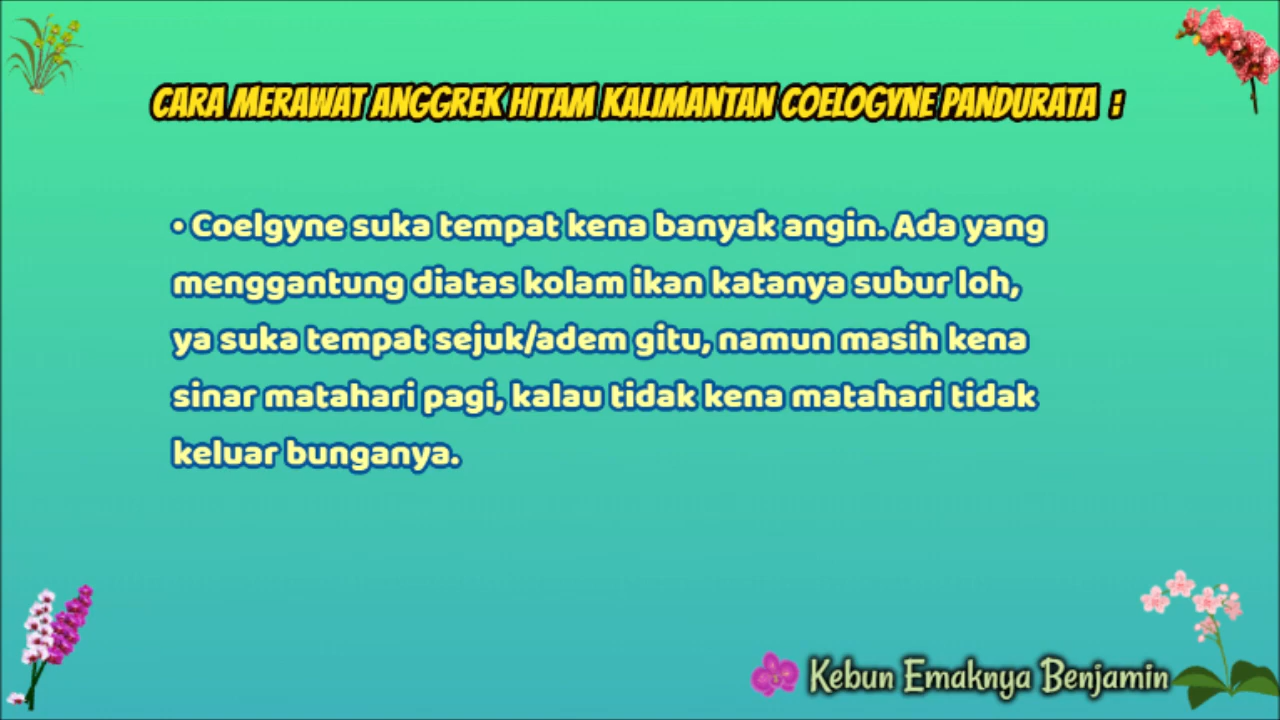 CARA MERAWAT ANGGREK HITAM KALIMANTAN COELOGYNE PANDURATA :
• Coelgyne suka tempat kena banyak angin. Ada yang
menggantung diatas kolam ikan katanya subur loh,
ya suka tempat sejuk/adem gitu, namun masih kena
sinar matahari pagi, kalau tidak kena matahari tidak
keluar bunganya.
Kebun Emaknya Benjamin